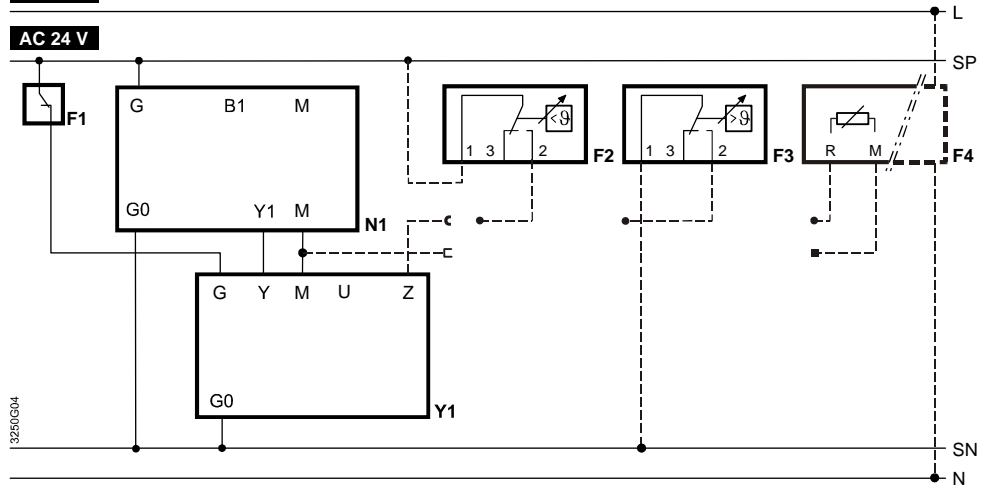 L
AC 24 V
SP
F1
G B1 M
G0 Y1 M
N1
<ϑ
1 3 2
F2
>ϑ
1 3 2
F3
R M
F4
G Y M U Z
G0
Y1
3250G04
SN
N